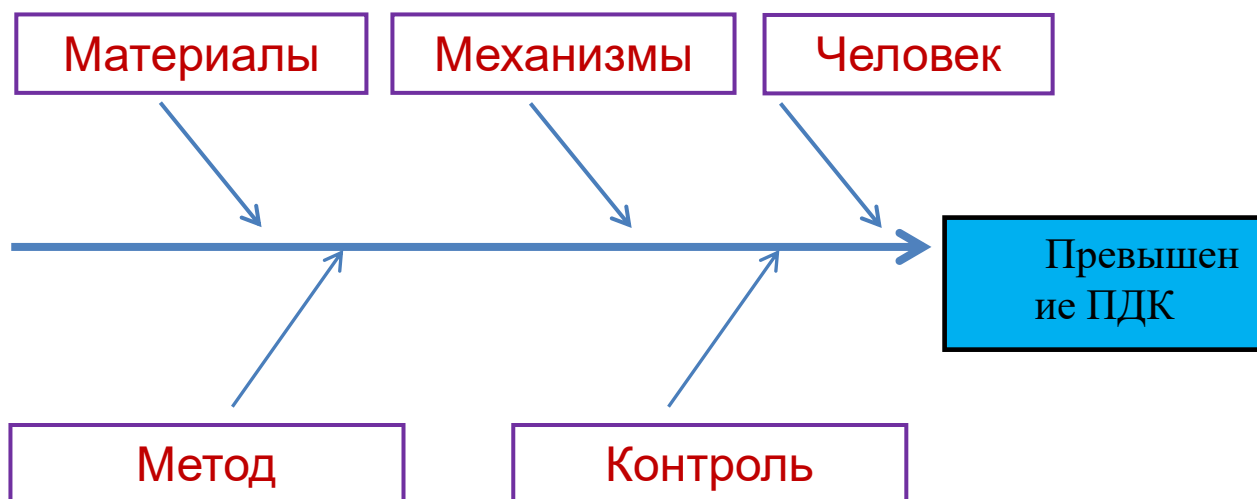 Материалы
Механизмы
Человек
Превышен
ие ПДК
Метод
Контроль